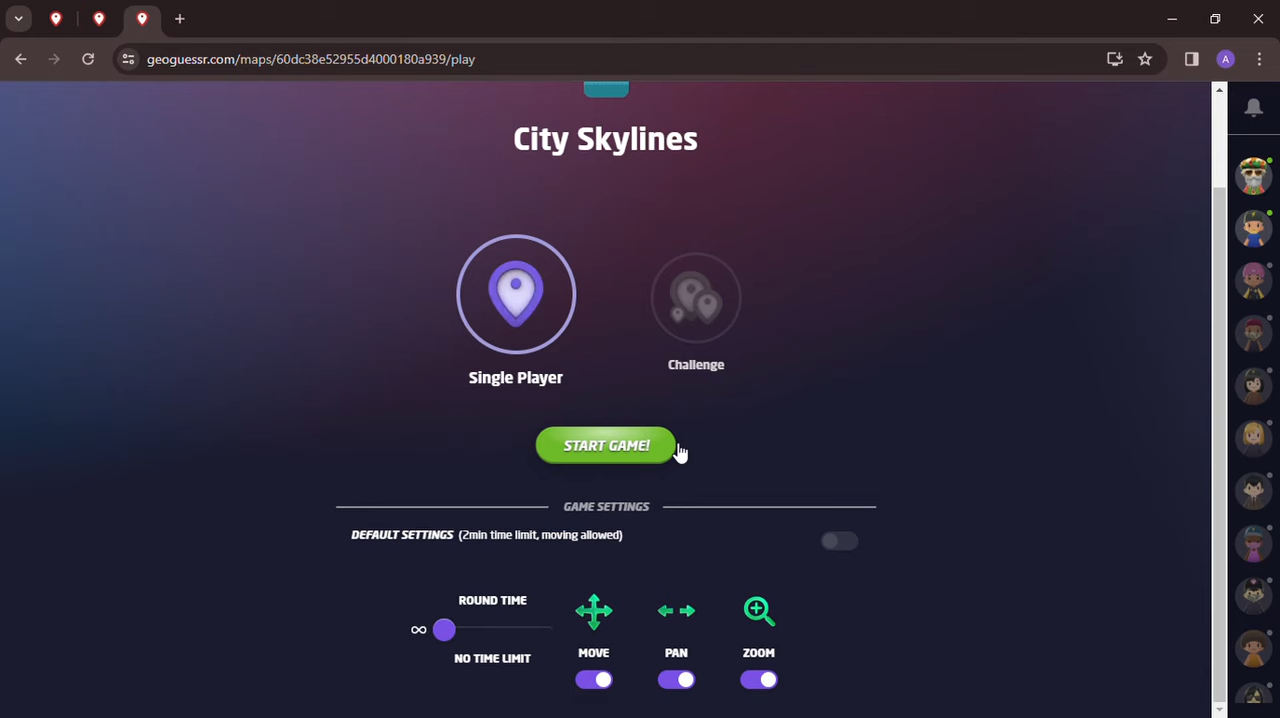 geoguessr.com/maps/60dc38e52955d4000180a939/play
A
City Skylines
Single Player
Challenge
START GAME!
GAME SETTINGS
DEFAULT SETTINGS (2min time limit, moving allowed)
ROUND TIME
∞
NO TIME LIMIT
MOVE
PAN
ZOOM